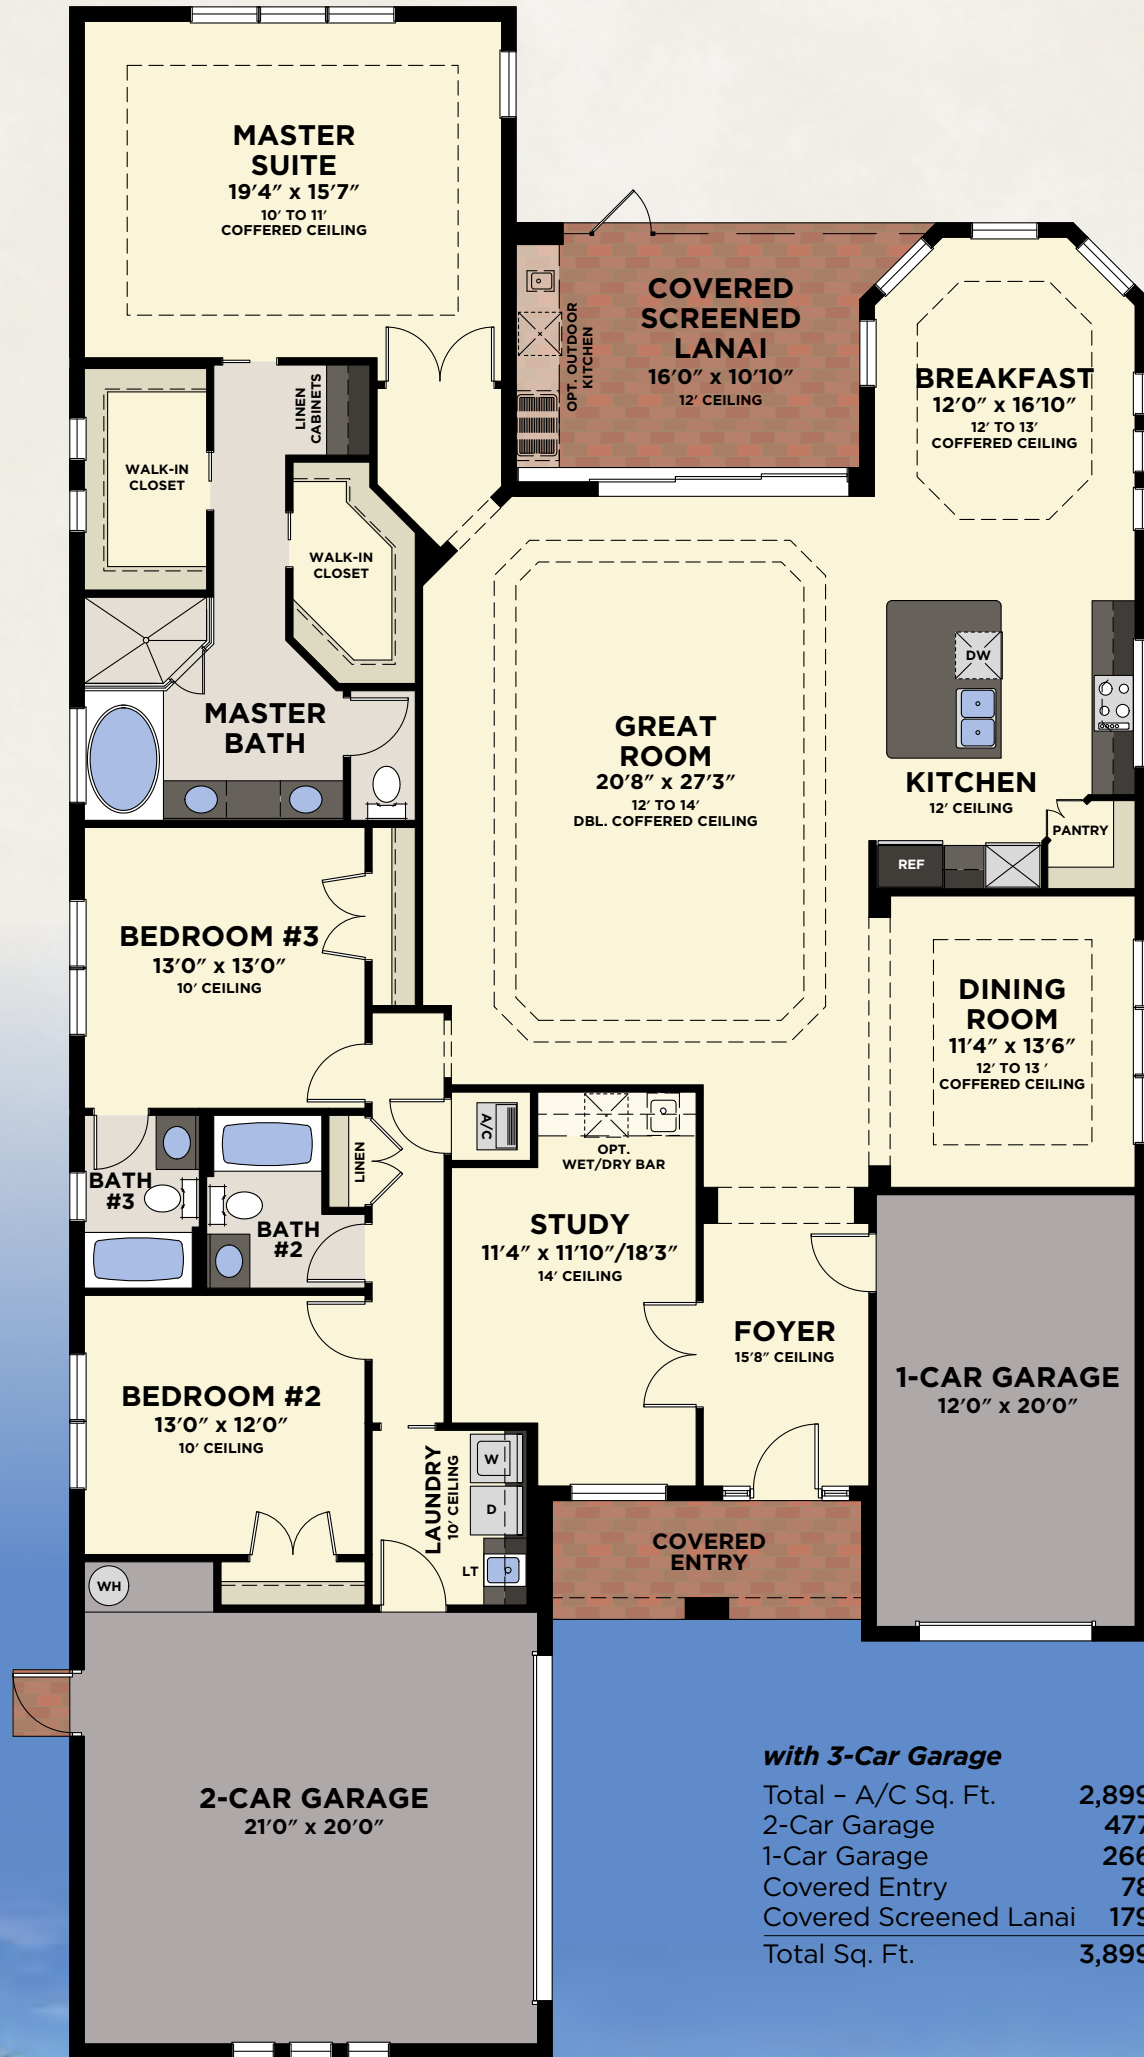 MASTER
SUITE
19'4" x 15'7"
10' TO 11'
COFFERED CEILING
COVERED
SCREENED
LANAI
16'0" x 10'10"
12' CEILING
OPT. OUTDOOR
KITCHEN
BREAKFAST
12'0" x 16'10"
12' TO 13'
COFFERED CEILING
LINEN
CABINETS
WALK-IN
CLOSET
WALK-IN
CLOSET
MASTER
BATH
GREAT
ROOM
20'8" x 27'3"
12' TO 14'
DBL. COFFERED CEILING
DW
KITCHEN
12' CEILING
PANTRY
REF
BEDROOM #3
13'0" x 13'0"
10' CEILING
DINING
ROOM
11'4" x 13'6"
12' TO 13 '
COFFERED CEILING
A/C
OPT.
WET/DRY BAR
LINEN
BATH
#3
BATH
#2
STUDY
11'4" x 11'10"/18'3"
14' CEILING
FOYER
15'8" CEILING
1-CAR GARAGE
12'0" x 20'0"
BEDROOM #2
13'0" x 12'0"
10' CEILING
LAUNDRY
10' CEILING
W
D
LT
WH
COVERED
ENTRY
2-CAR GARAGE
21'0" x 20'0"
with 3-Car Garage
Total – A/C Sq. Ft. 2,899
2-Car Garage 477
1-Car Garage 266
Covered Entry 78
Covered Screened Lanai 179
Total Sq. Ft. 3,899